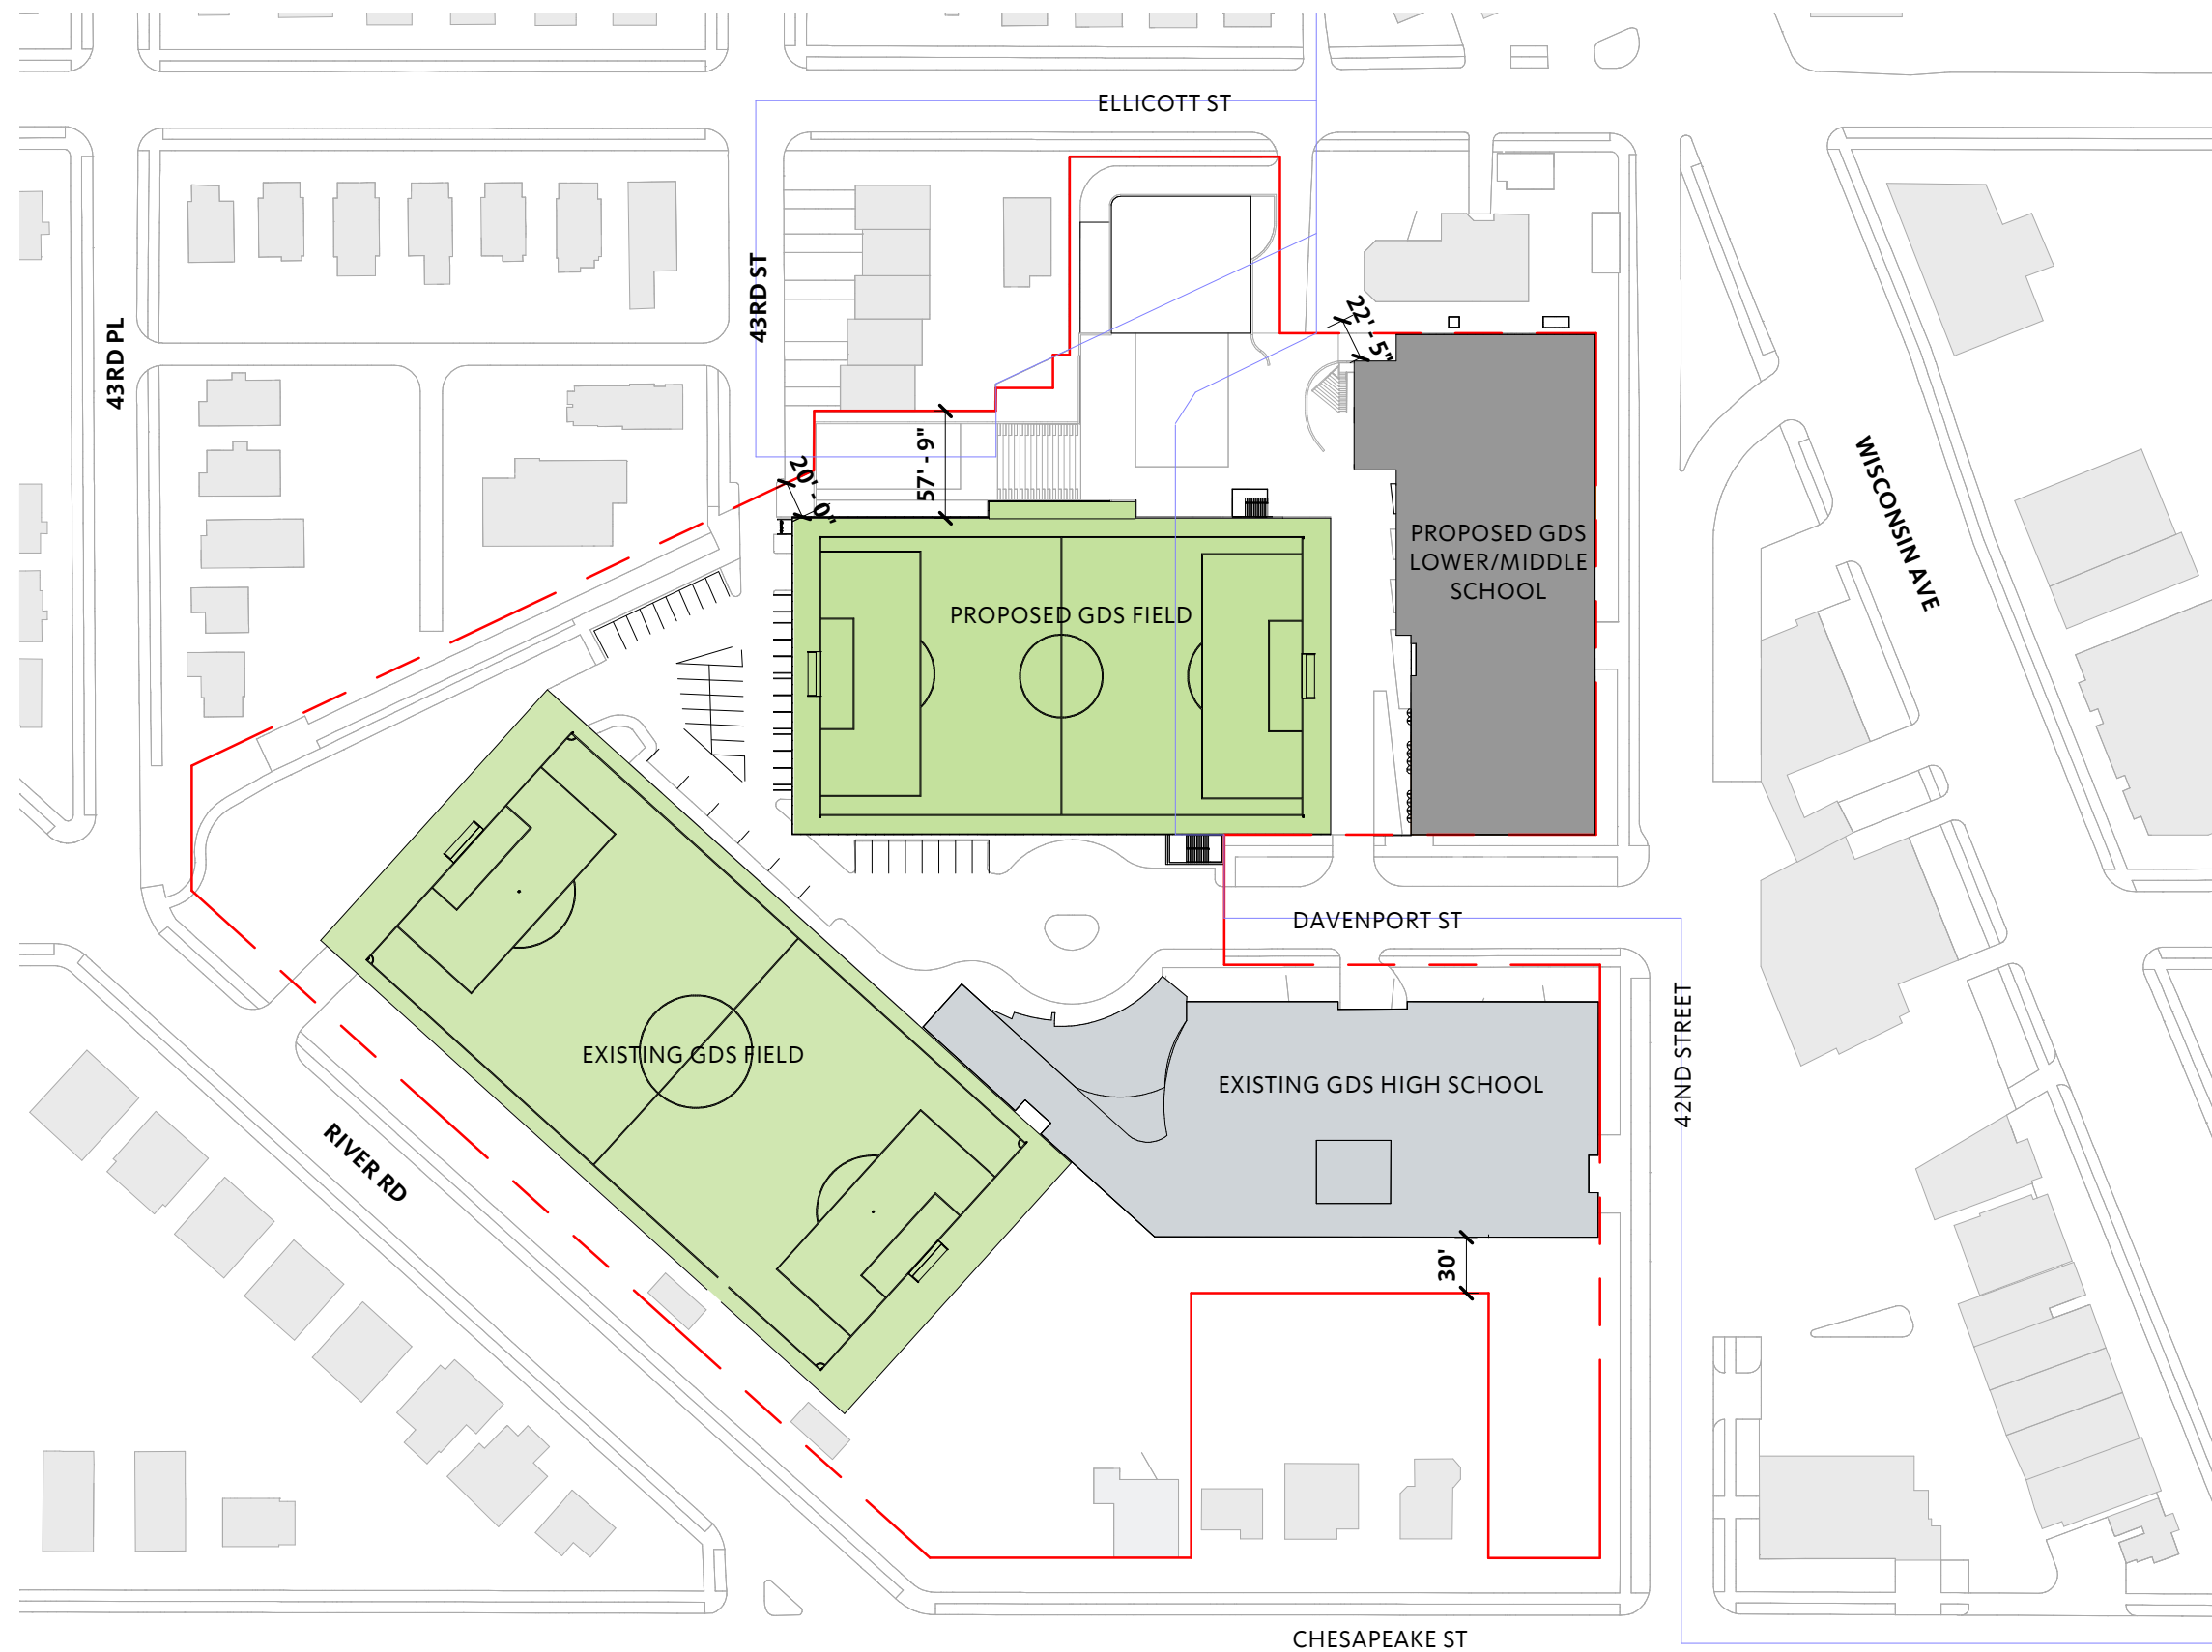 ELLICOTT ST
43RD ST
43RD PL
22' - 5"
57' - 9"
20' - 0"
WISCONSIN AVE
PROPOSED GDS
LOWER/MIDDLE
SCHOOL
PROPOSED GDS FIELD
DAVENPORT ST
42ND STREET
EXISTING GDS FIELD
EXISTING GDS HIGH SCHOOL
RIVER RD
30'
CHESAPEAKE ST